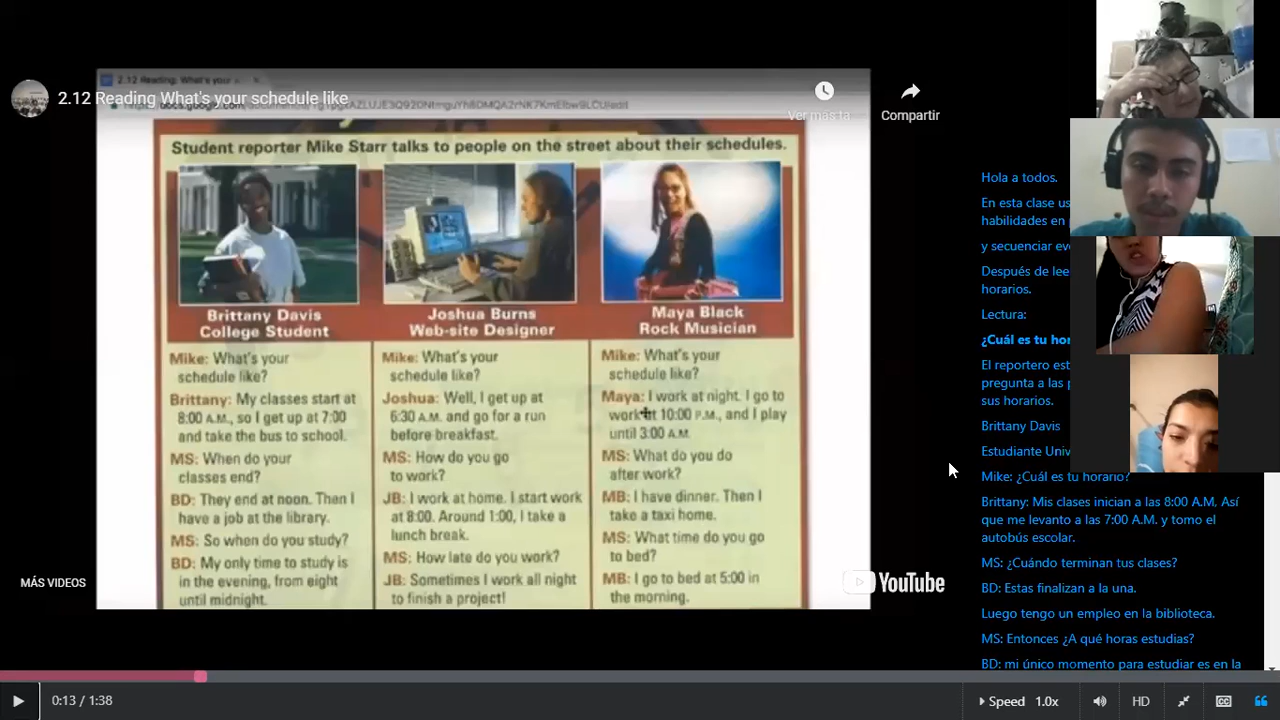 2.12 Reading: What's your
2.12 Reading What's your schedule like
Ver más ta
Compartir
Student reporter Mike Starr talks to people on the street about their schedules.
Brittany Davis
College Student
Mike: What's your
schedule like?
Brittany: My classes start at
8:00 A.M., so I get up at 7:00
and take the bus to school.
MS: When do your
classes end?
BD: They end at noon. Then I
have a job at the library.
MS: So when do you study?
BD: My only time to study is
in the evening, from eight
until midnight.
Joshua Burns
Web-site Designer
Mike: What's your
schedule like?
Joshua: Well, I get up at
6:30 A.M. and go for a run
before breakfast.
MS: How do you go
to work?
JB: I work at home. I start work
at 8:00. Around 1:00, I take a
lunch break.
MS: How late do you work?
JB: Sometimes I work all night
to finish a project!
Maya Black
Rock Musician
Mike: What's your
schedule like?
Maya: I work at night. I go to
work at 10:00 P.M., and I play
until 3:00 A.M.
MS: What do you do
after work?
MB: I have dinner. Then I
take a taxi home.
MS: What time do you go
to bed?
MB: I go to bed at 5:00 in
the morning.
MÁS VIDEOS
YouTube
Hola a todos.
En esta clase us
habilidades en
y secuenciar eve
Después de lee
horarios.
Lectura:
¿Cuál es tu hor
El reportero est
pregunta a las p
sus horarios.
Brittany Davis
Estudiante Univ
Mike: ¿Cuál es tu horario?
Brittany: Mis clases inician a las 8:00 A.M, Así
que me levanto a las 7:00 A.M. y tomo el
autobús escolar.
MS: ¿Cuándo terminan tus clases?
BD: Estas finalizan a la una.
Luego tengo un empleo en la biblioteca.
MS: Entonces ¿A qué horas estudias?
BD: mi único momento para estudiar es en la
0:13 / 1:38
Speed 1.0x
HD
CC